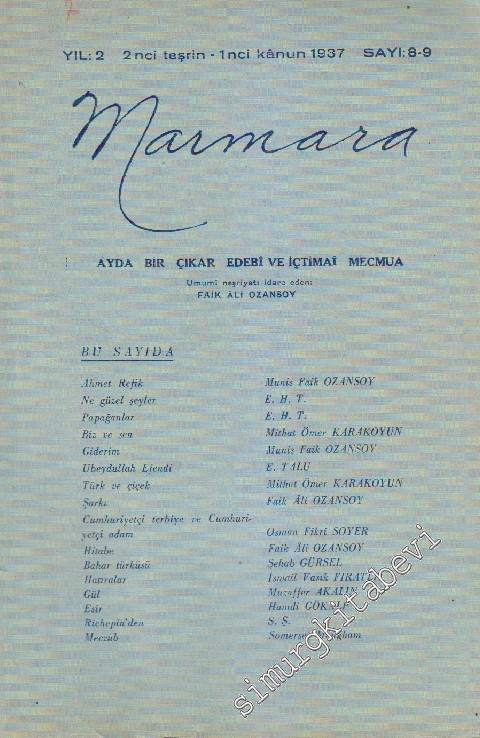 YIL: 2 2nci teşrin - 1nci kânun 1937 SAYI: 8-9
Marmara
AYDA BİR ÇIKAR EDEBÎ VE İÇTİMAÎ MECMUA
Umumî neşriyatı idare eden:
FAİK ÂLİ OZANSOY
BU SAYIDA
Ahmet Refik Munis Faik OZANSOY
Ne güzel şeyler E. H. T.
Papağanlar E. H. T.
Biz ve sen Mithat Ömer KARAKOYUN
Giderim Munis Faik OZANSOY
Ubeydullah Efendi E. TALU
Türk ve çiçek Mithat Ömer KARAKOYUN
Şarkı Faik Âli OZANSOY
Cumhuriyetçi terbiye ve Cumhuri-
yetçi adam Osman Fikri SOYER
Hitabe Faik Âli OZANSOY
Bahar türküsü Şehab GÜRSEL
Hatıralar İsmail Vasık
Gül Muzaffer AKALIN
Esir Hamdi
Richepin'den S. S.
Meczub Somerset
simurgkitabevi